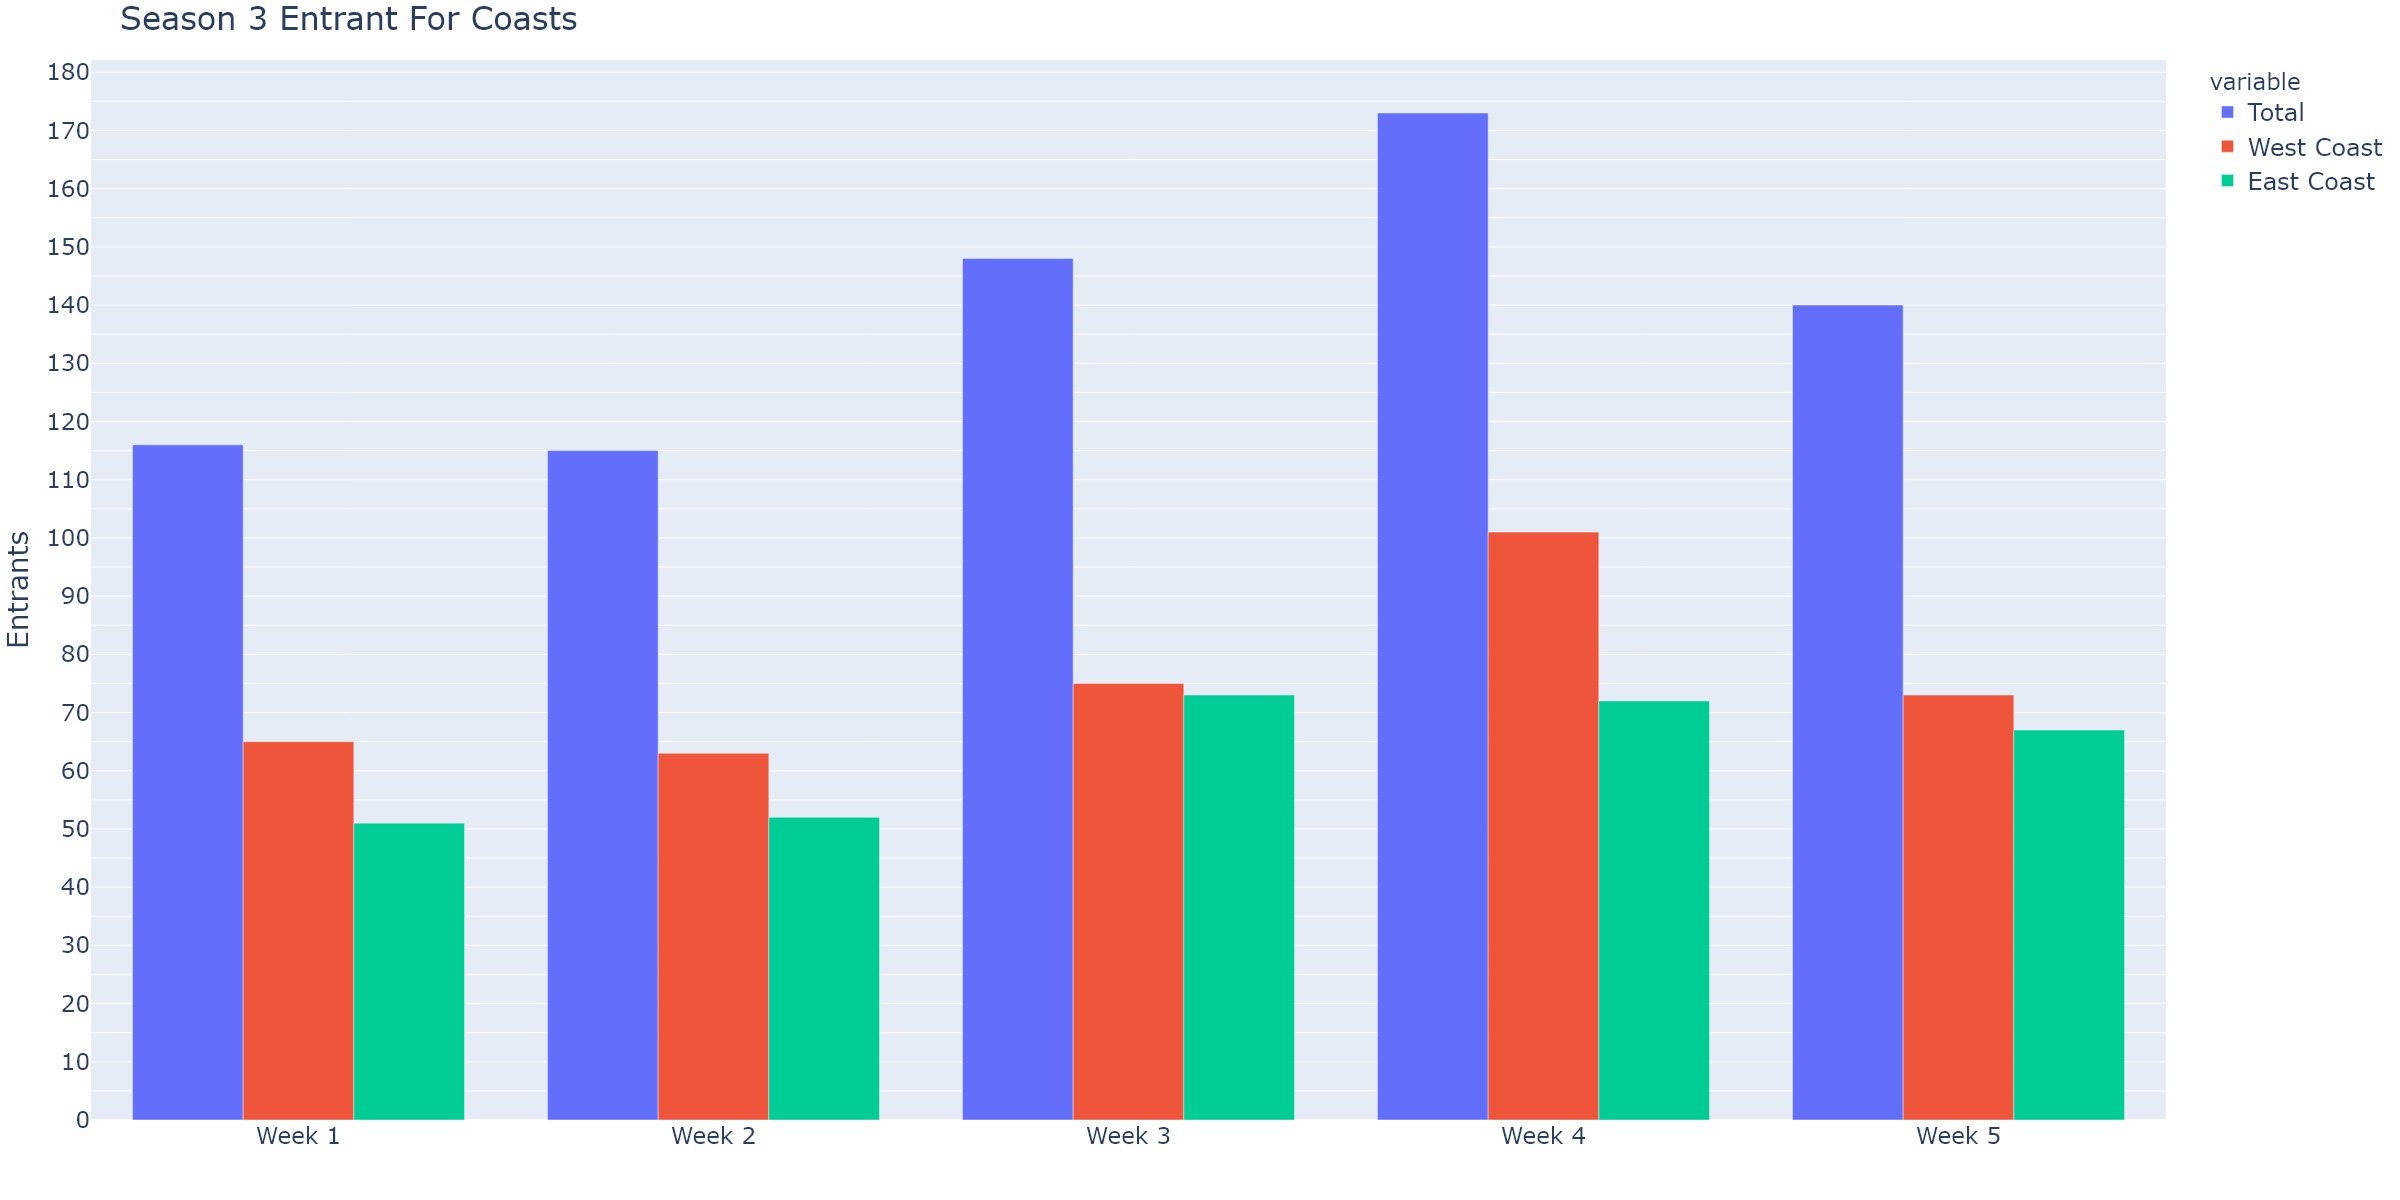 Season 3 Entrant For Coasts
180
170
160
150
140
130
120
110
100
90
80
70
60
50
40
30
20
10
0
Entrants
Week 1
Week 2
Week 3
Week 4
Week 5
variable
Total
West Coast
East Coast